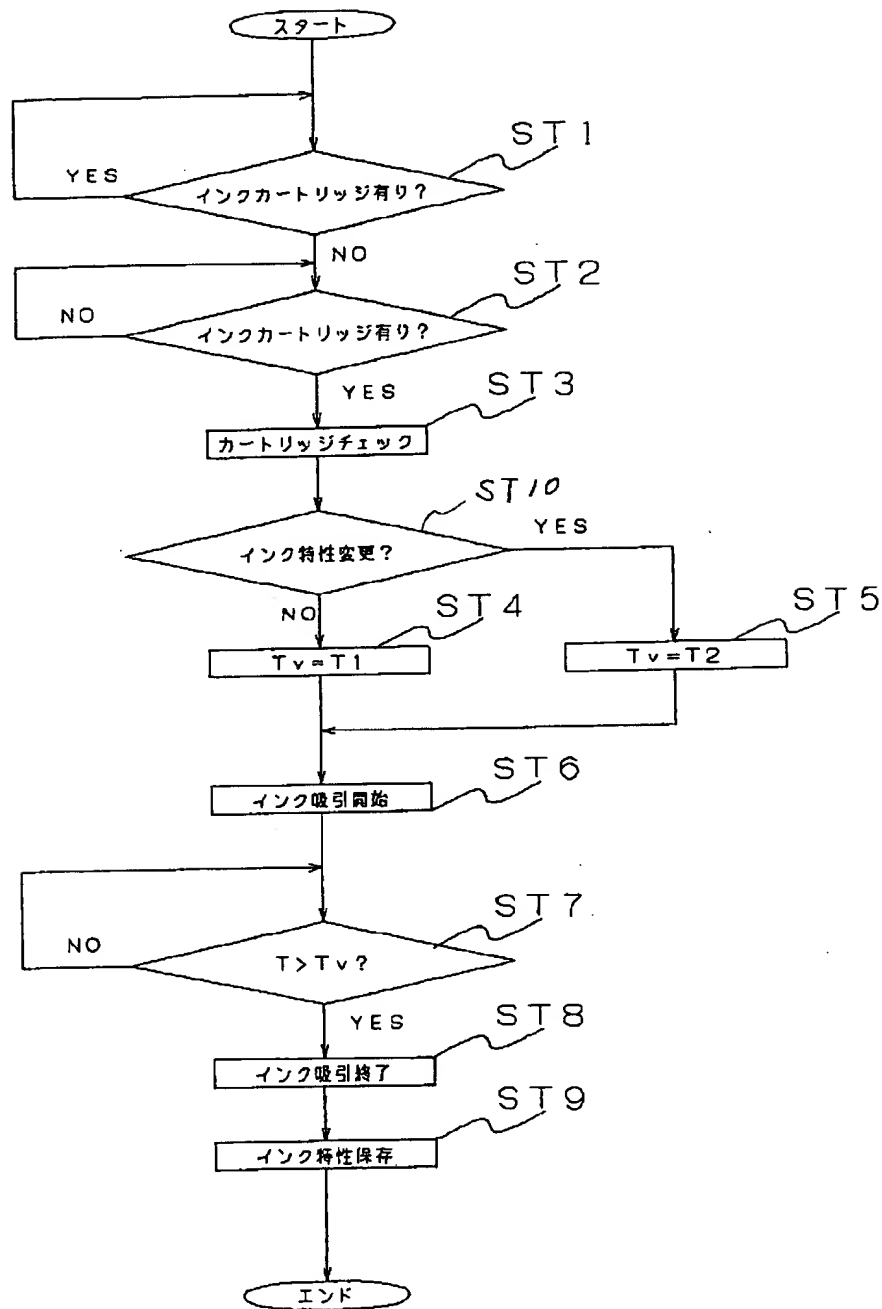 スタート
ST1
YES
インクカートリッジ有り?
NO
ST2
NO
インクカートリッジ有り?
YES
ST3
カートリッジチェック
ST10
YES
インク特性変更?
NO
ST4
ST5
Tv=T1
Tv=T2
ST6
インク吸引開始
ST7
NO
T>Tv?
YES
ST8
インク吸引終了
ST9
インク特性保存
エンド